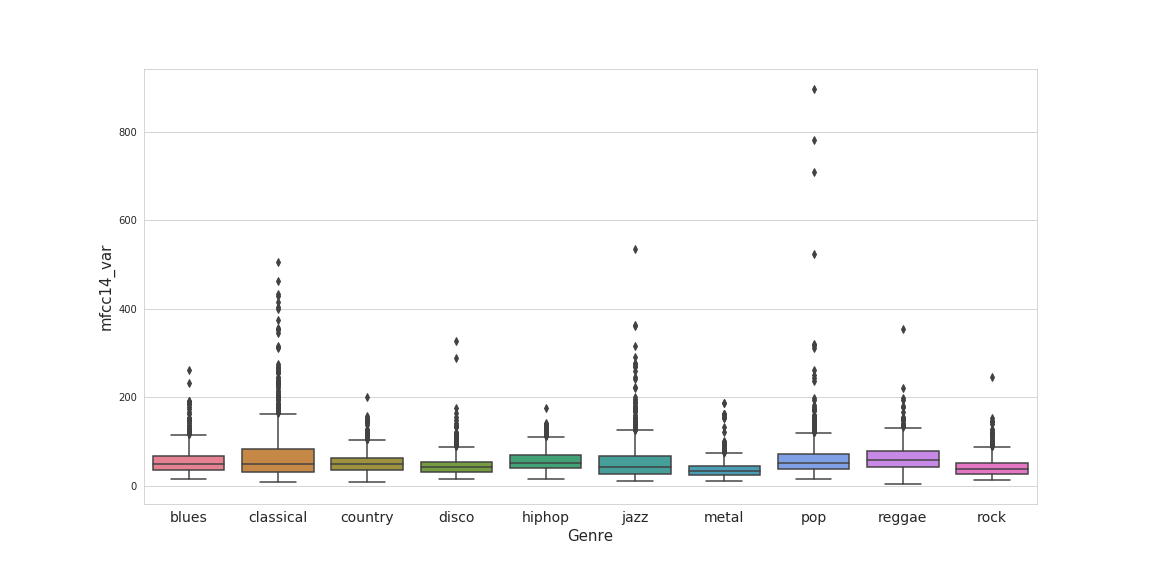 800
600
400
200
0
mfcc14_var
blues classical country disco hiphop jazz metal pop reggae rock
Genre